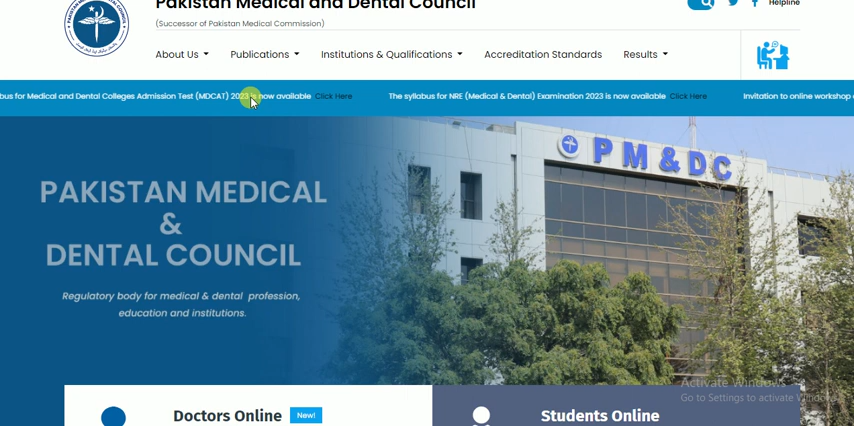 Pakistan Medical and Dental Council
(Successor of Pakistan Medical Commission)
Helpline
About Us
Publications
Institutions & Qualifications
Accreditation Standards
Results
bus for Medical and Dental Colleges Admission Test (MDCAT) 2023 is now available Click Here
The syllabus for NRE (Medical & Dental) Examination 2023 is now available Click Here
Invitation to online workshop
PM&DC
PAKISTAN MEDICAL
&
DENTAL COUNCIL
Regulatory body for medical & dental profession,
education and institutions.
Activate Windows
Go to Settings to activate Windows.
Doctors Online New!
Students Online